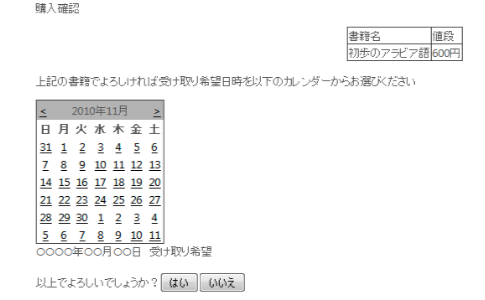 購入確認
書籍名 値段
初歩のアラビア語 600円
上記の書籍でよろしければ受け取り希望日時を以下のカレンダーからお選びください
< 2010年11月 >
日 月 火 水 木 金 土
31 1 2 3 4 5 6
7 8 9 10 11 12 13
14 15 16 17 18 19 20
21 22 23 24 25 26 27
28 29 30 1 2 3 4
5 6 7 8 9 10 11
○○○○年○○月○○日 受け取り希望
以上でよろしいでしょうか？ はい いいえ